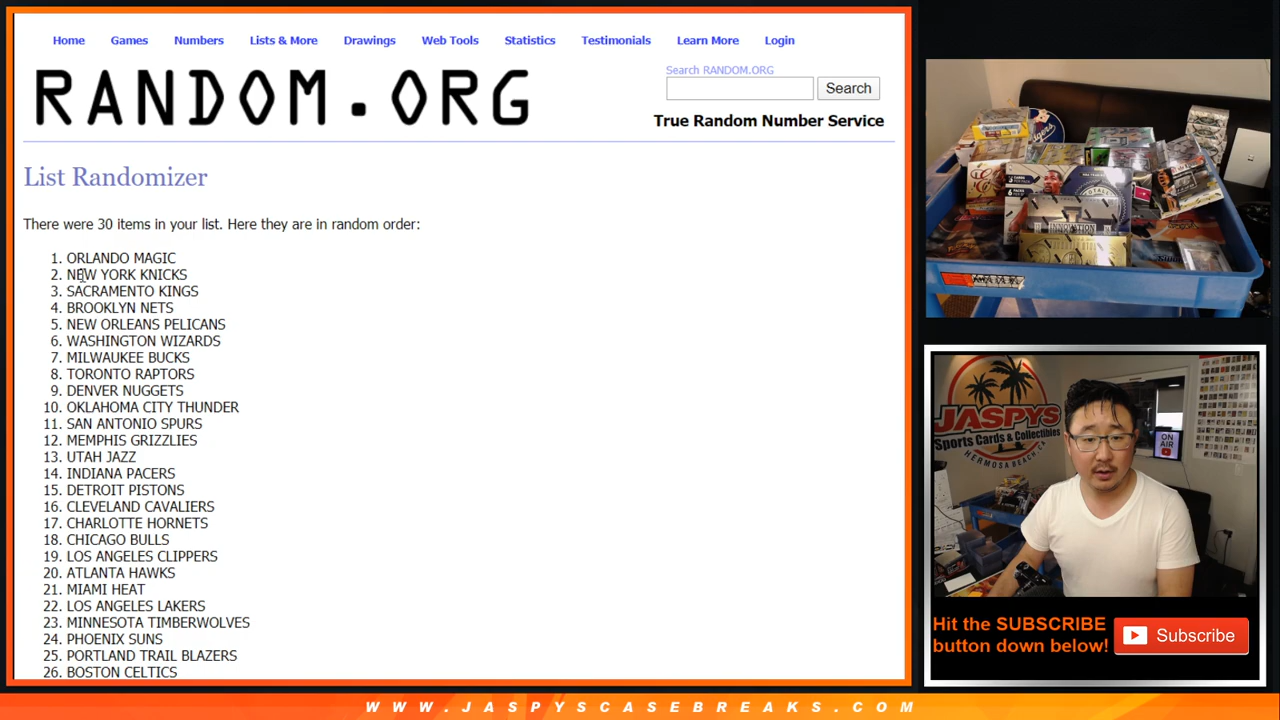 Home Games Numbers Lists & More Drawings Web Tools Statistics Testimonials Learn More Login
RANDOM.ORG
Search RANDOM.ORG
Search
True Random Number Service
List Randomizer
There were 30 items in your list. Here they are in random order:
1. ORLANDO MAGIC
2. NEW YORK KNICKS
3. SACRAMENTO KINGS
4. BROOKLYN NETS
5. NEW ORLEANS PELICANS
6. WASHINGTON WIZARDS
7. MILWAUKEE BUCKS
8. TORONTO RAPTORS
9. DENVER NUGGETS
10. OKLAHOMA CITY THUNDER
11. SAN ANTONIO SPURS
12. MEMPHIS GRIZZLIES
13. UTAH JAZZ
14. INDIANA PACERS
15. DETROIT PISTONS
16. CLEVELAND CAVALIERS
17. CHARLOTTE HORNETS
18. CHICAGO BULLS
19. LOS ANGELES CLIPPERS
20. ATLANTA HAWKS
21. MIAMI HEAT
22. LOS ANGELES LAKERS
23. MINNESOTA TIMBERWOLVES
24. PHOENIX SUNS
25. PORTLAND TRAIL BLAZERS
26. BOSTON CELTICS
Dodgers
INNOVATION
JASPYS
Sports Cards & Collectibles
HERMOSA BEACH, CA
ON
AIR
Hit the SUBSCRIBE
button down below!
Subscribe
WWW.JASPYSCASEBREAKS.COM